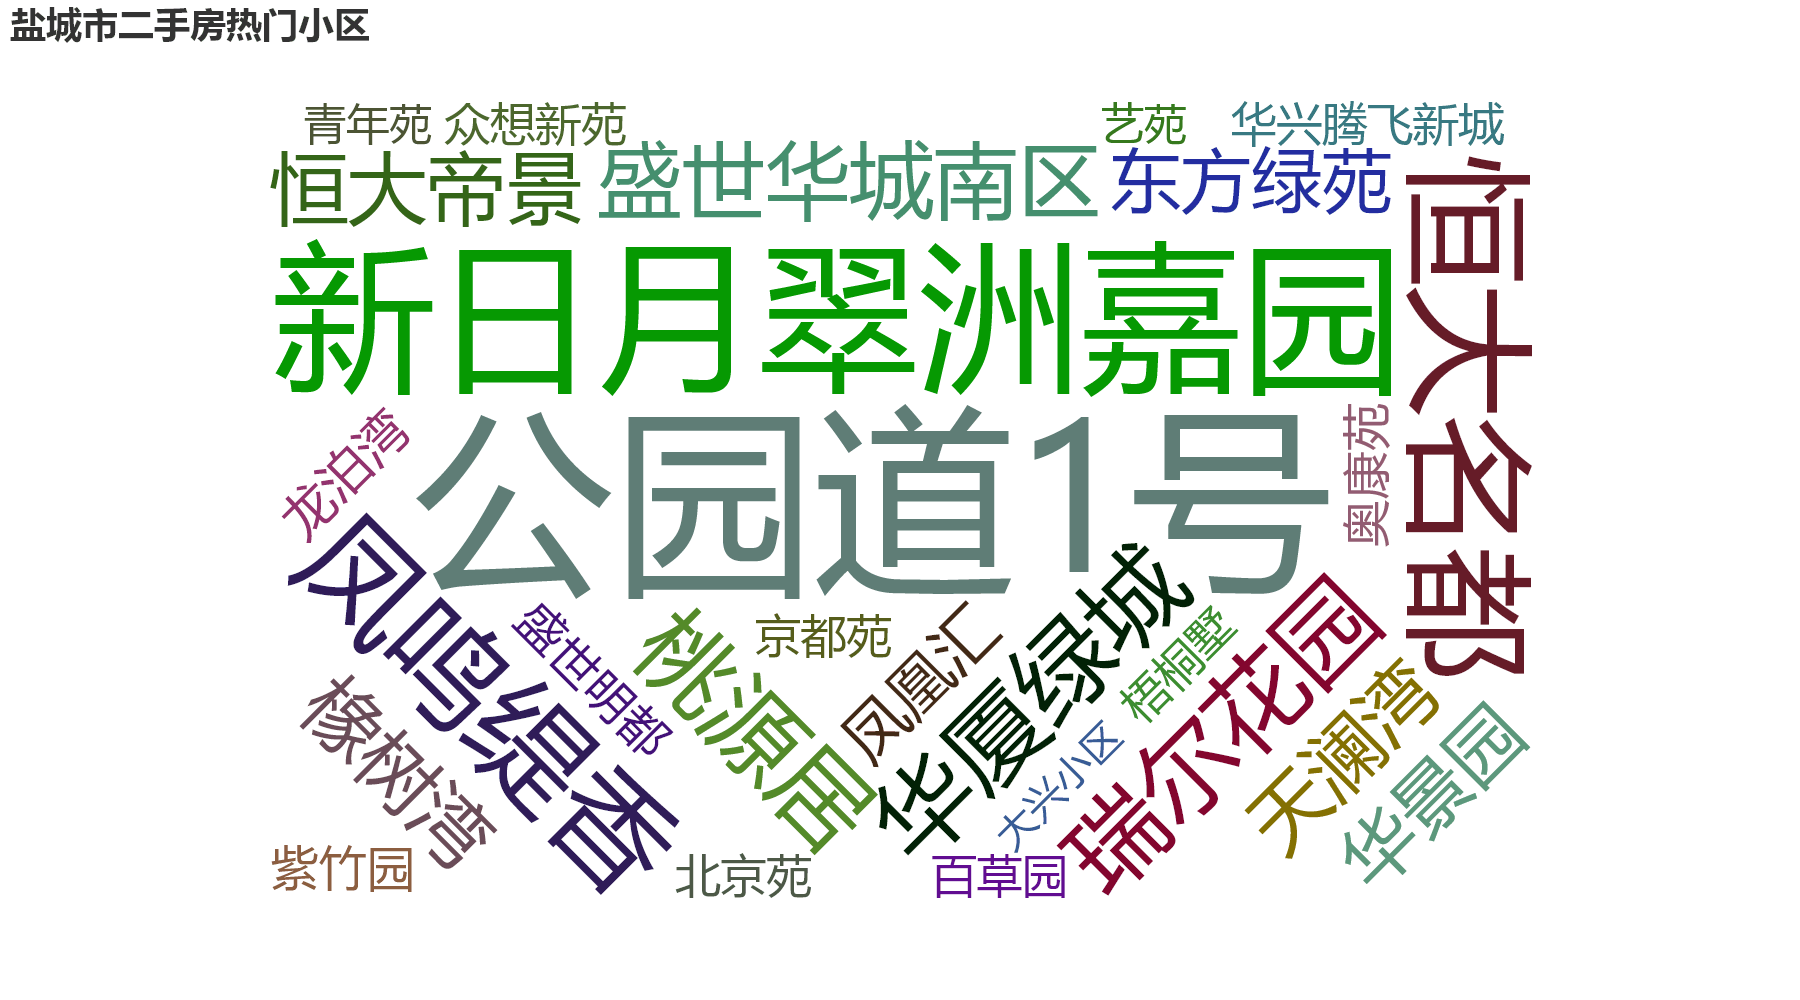 盐城市二手房热门小区
青年苑
众想新苑
艺苑
华兴腾飞新城
恒大帝景
盛世华城南区
东方绿苑
恒大名都
新日月翠洲嘉园
公园道1号
龙泊湾
奥康苑
凤鸣缇香
盛世明都
桃源居
京都苑
凤凰汇
华厦绿城
梧桐墅
瑞尔花园
天澜湾
橡树湾
大兴小区
华景园
紫竹园
北京苑
百草园